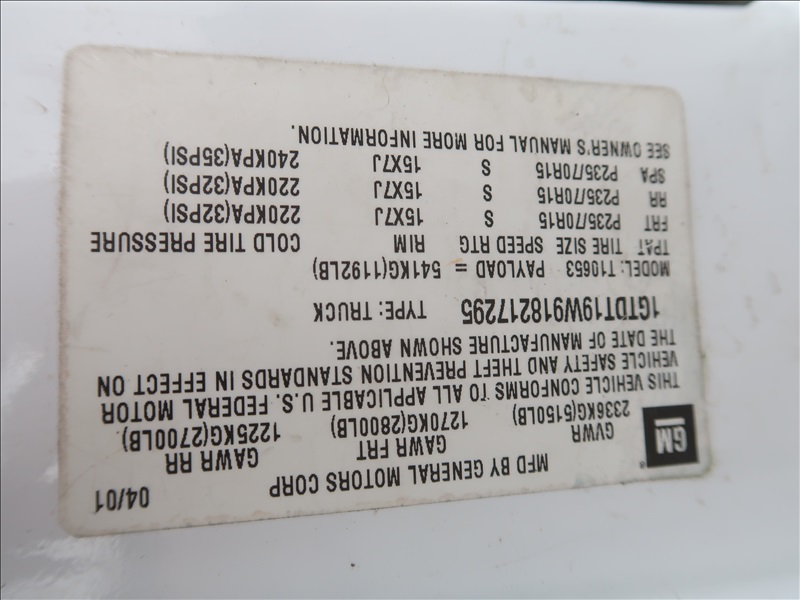 MFD BY GENERAL MOTORS CORP 04/01
GM
GVWR GAWR FRT GAWR RR
2336KG(5150LB) 1270KG(2800LB) 1225KG(2700LB)
THIS VEHICLE CONFORMS TO ALL APPLICABLE U.S. FEDERAL MOTOR
VEHICLE SAFETY AND THEFT PREVENTION STANDARDS IN EFFECT ON
THE DATE OF MANUFACTURE SHOWN ABOVE.
1GTDT19W918217295 TYPE: TRUCK
MODEL: T10653 PAYLOAD = 541KG(1192LB)
TPAT TIRE SIZE SPEED RTG RIM COLD TIRE PRESSURE
FRT P235/70R15 S 15X7J 220KPA(32PSI)
RR P235/70R15 S 15X7J 220KPA(32PSI)
SPA P235/70R15 S 15X7J 240KPA(35PSI)
SEE OWNER'S MANUAL FOR MORE INFORMATION.